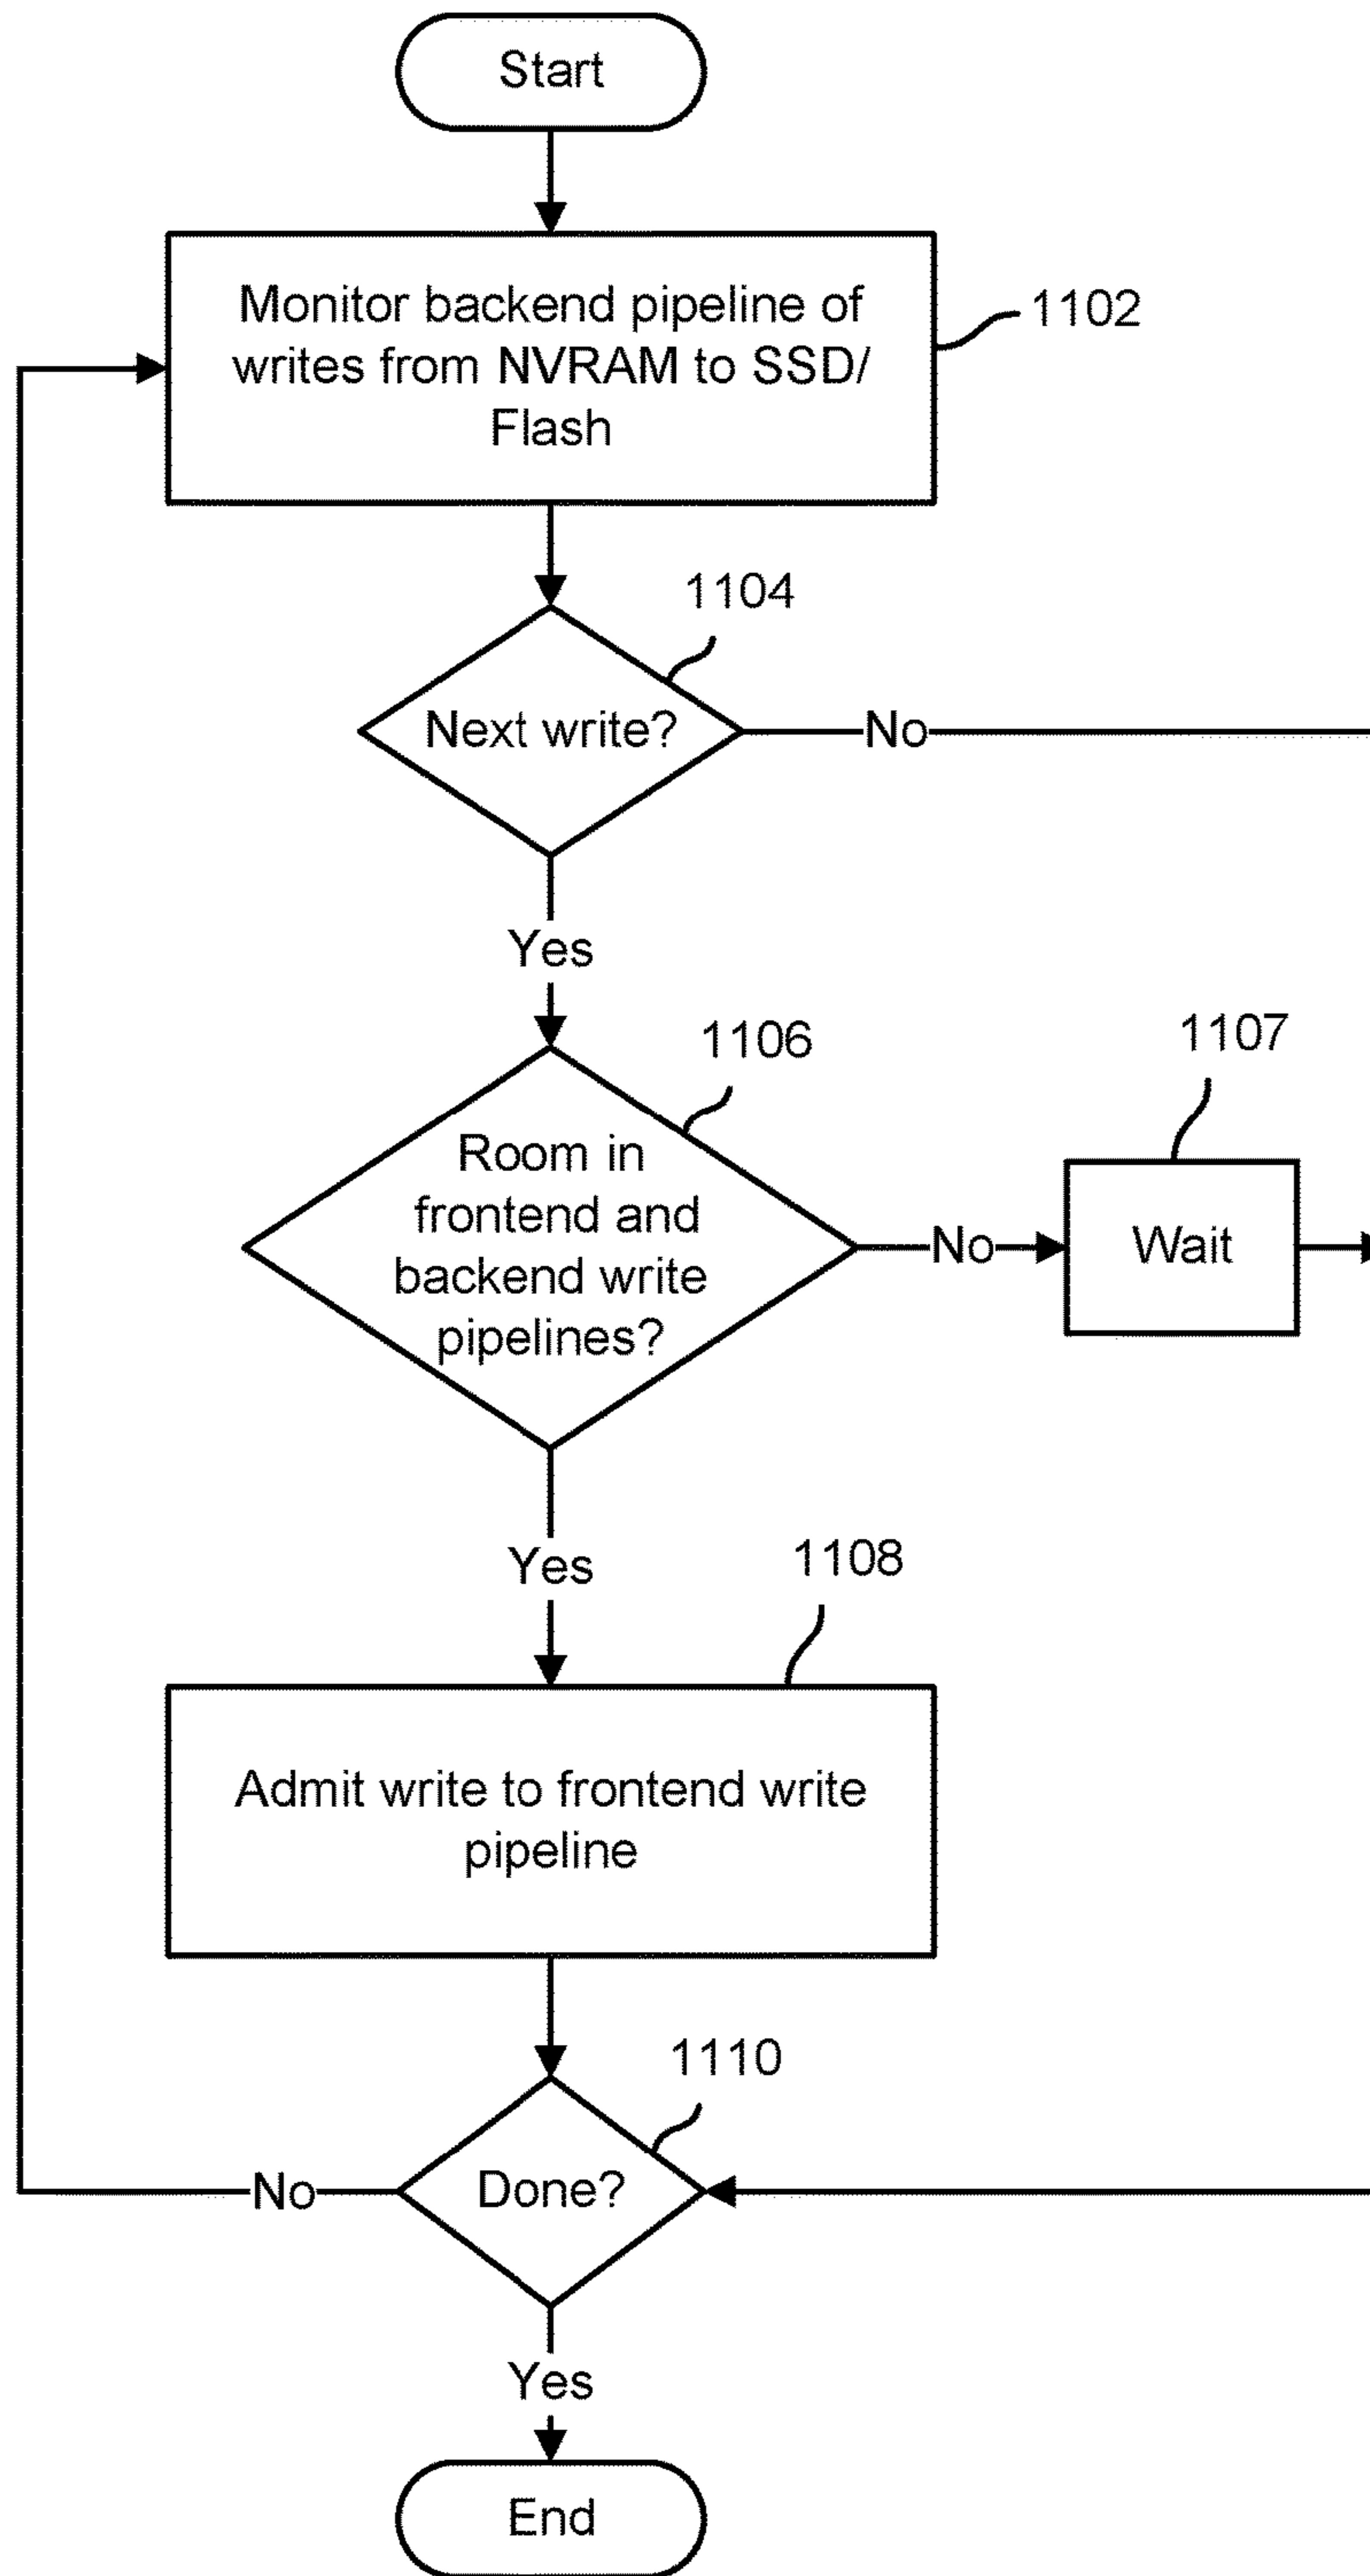 Start
Monitor backend pipeline of
writes from NVRAM to SSD/
Flash
1102
1104
Next write?
No
Yes
1106
1107
Room in
frontend and
backend write
pipelines?
No
Wait
Yes
1108
Admit write to frontend write
pipeline
1110
Done?
No
Yes
End